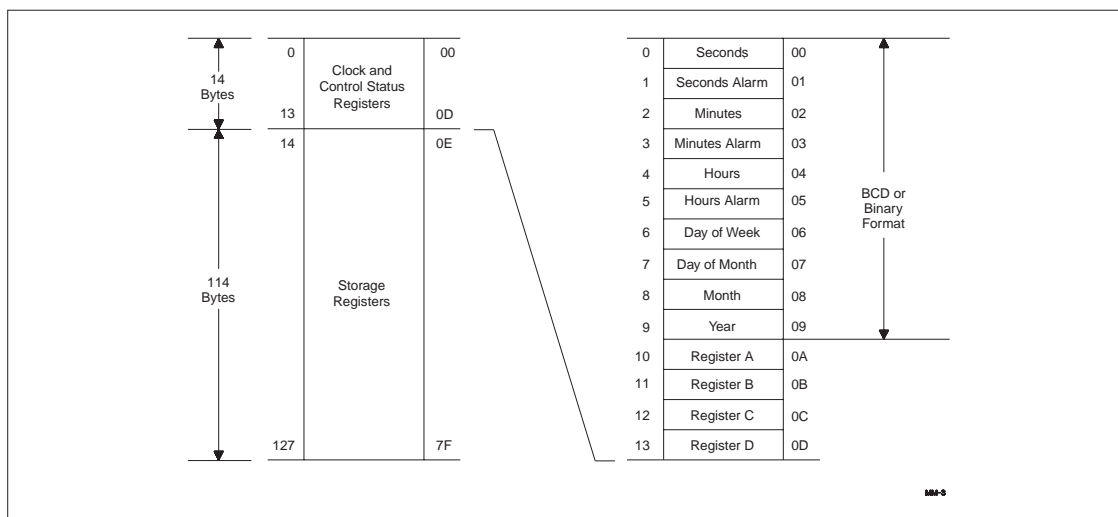 14
Bytes
0 00
Clock and
Control Status
Registers
13 0D
14 0E
114
Bytes
Storage
Registers
127 7F
0 Seconds 00
1 Seconds Alarm 01
2 Minutes 02
3 Minutes Alarm 03
4 Hours 04
5 Hours Alarm 05
6 Day of Week 06
7 Day of Month 07
8 Month 08
9 Year 09
10 Register A 0A
11 Register B 0B
12 Register C 0C
13 Register D 0D
BCD or
Binary
Format
MM-3